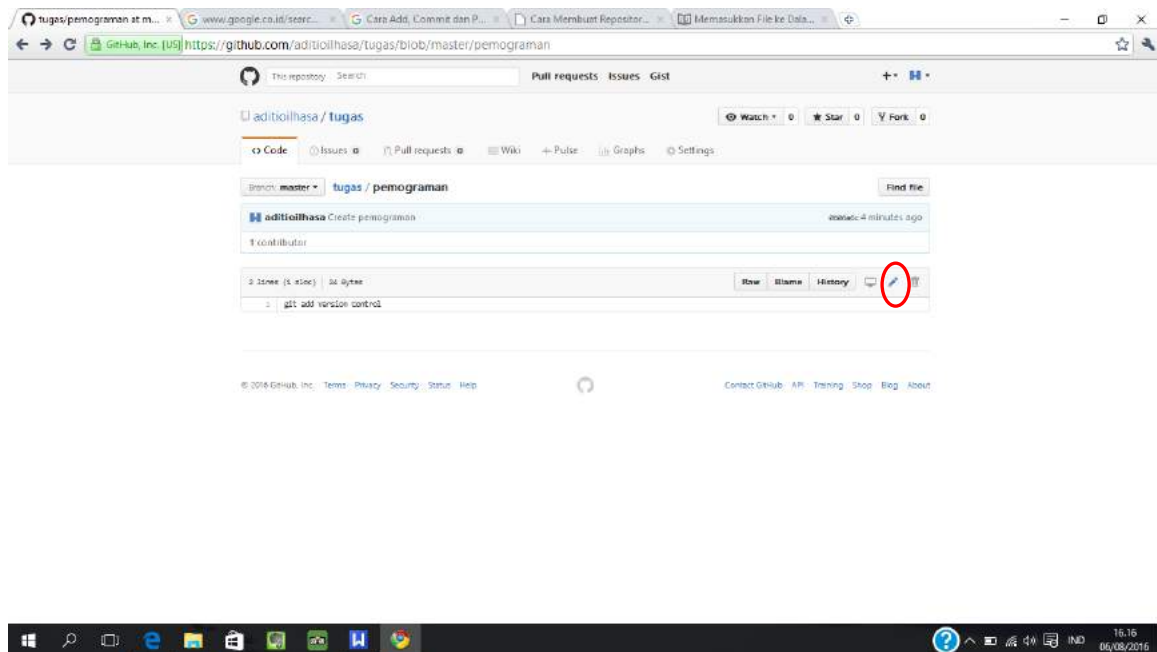 tugas/pemograman at m...
www.google.co.id/searc...
Cara Add, Commit dan P...
Cara Membuat Repositor...
Memasukkan File ke Dala...
GitHub, Inc. [US] https://github.com/aditioilhasa/tugas/blob/master/pemograman
This repository Search Pull requests Issues Gist
aditioilhasa / tugas
Watch 0 Star 0 Fork 0
Code Issues 0 Pull requests 0 Wiki Pulse Graphs Settings
Branch: master tugas / pemograman Find file
aditioilhasa Create pemograman 4 minutes ago
1 contributor
Raw Blame History
git add version control
© 2016 GitHub, Inc. Terms Privacy Security Status Help
Contact GitHub API Training Shop Blog About
IND 16.16
06/08/2016